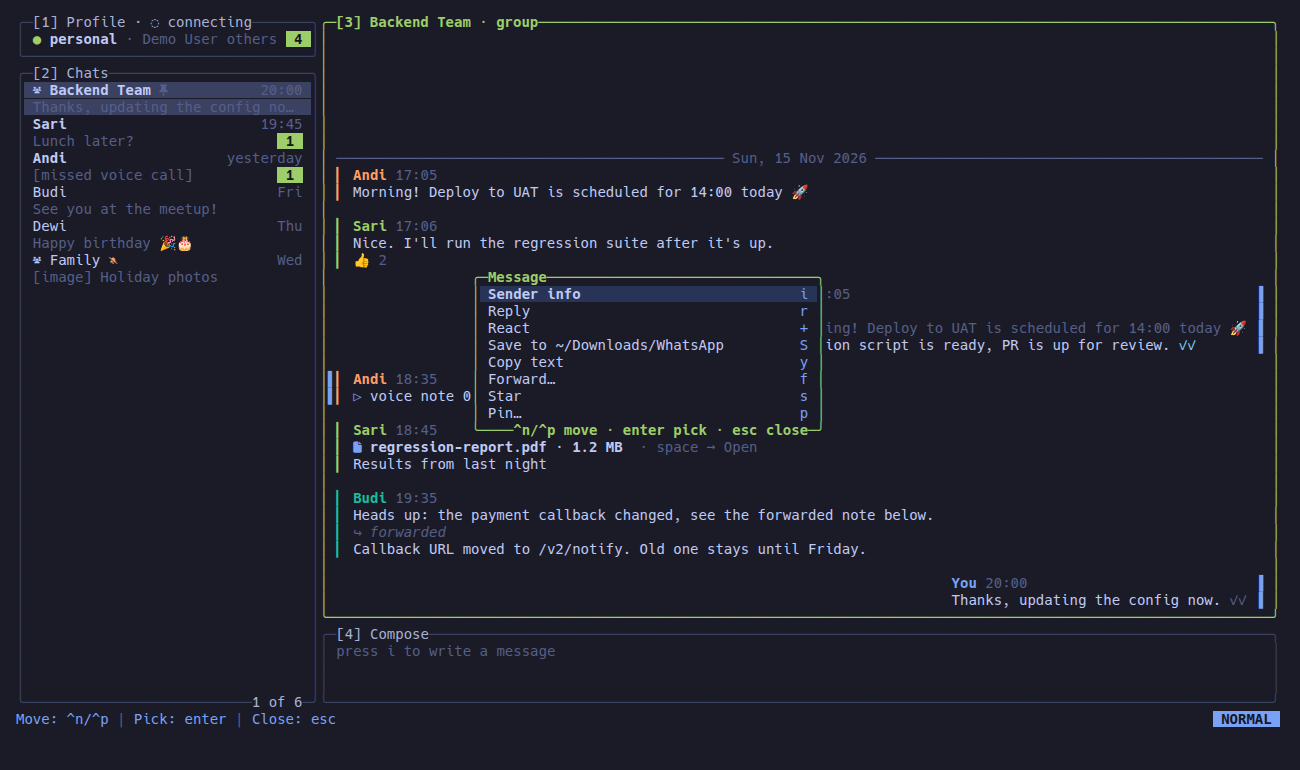 [1] Profile · ◌ connecting
● personal · Demo User others 4
[2] Chats
Backend Team 20:00
Thanks, updating the config no…
Sari 19:45
Lunch later? 1
Andi yesterday
[missed voice call] 1
Budi Fri
See you at the meetup!
Dewi Thu
Happy birthday 🎉🎂
Family Wed
[image] Holiday photos
1 of 6
[3] Backend Team · group
Sun, 15 Nov 2026
Andi 17:05
Morning! Deploy to UAT is scheduled for 14:00 today 🚀
Sari 17:06
Nice. I'll run the regression suite after it's up.
👍 2
:05
ing! Deploy to UAT is scheduled for 14:00 today 🚀
ion script is ready, PR is up for review. √√
Message
Sender info i
Reply r
React +
Save to ~/Downloads/WhatsApp S
Copy text y
Forward… f
Star s
Pin… p
^n/^p move · enter pick · esc close
Andi 18:35
▷ voice note 0
Sari 18:45
regression-report.pdf · 1.2 MB · space → Open
Results from last night
Budi 19:35
Heads up: the payment callback changed, see the forwarded note below.
↪ forwarded
Callback URL moved to /v2/notify. Old one stays until Friday.
You 20:00
Thanks, updating the config now. √√
[4] Compose
press i to write a message
Move: ^n/^p | Pick: enter | Close: esc
NORMAL